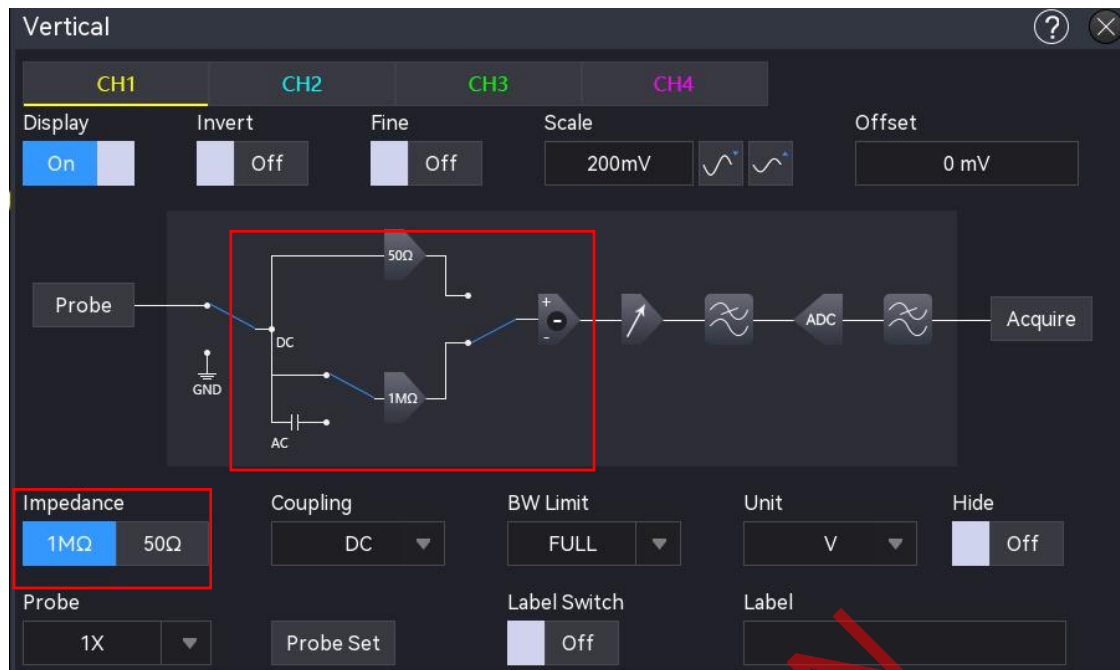 Vertical
?
CH1 CH2 CH3 CH4
Display Invert Fine Scale Offset
On Off Off 200mV 0 mV
50Ω
Probe
+
-
-
ADC
Acquire
DC
GND
1MΩ
AC
Impedance Coupling BW Limit Unit Hide
1MΩ 50Ω DC FULL V Off
Probe Label Switch Label
1X Probe Set Off